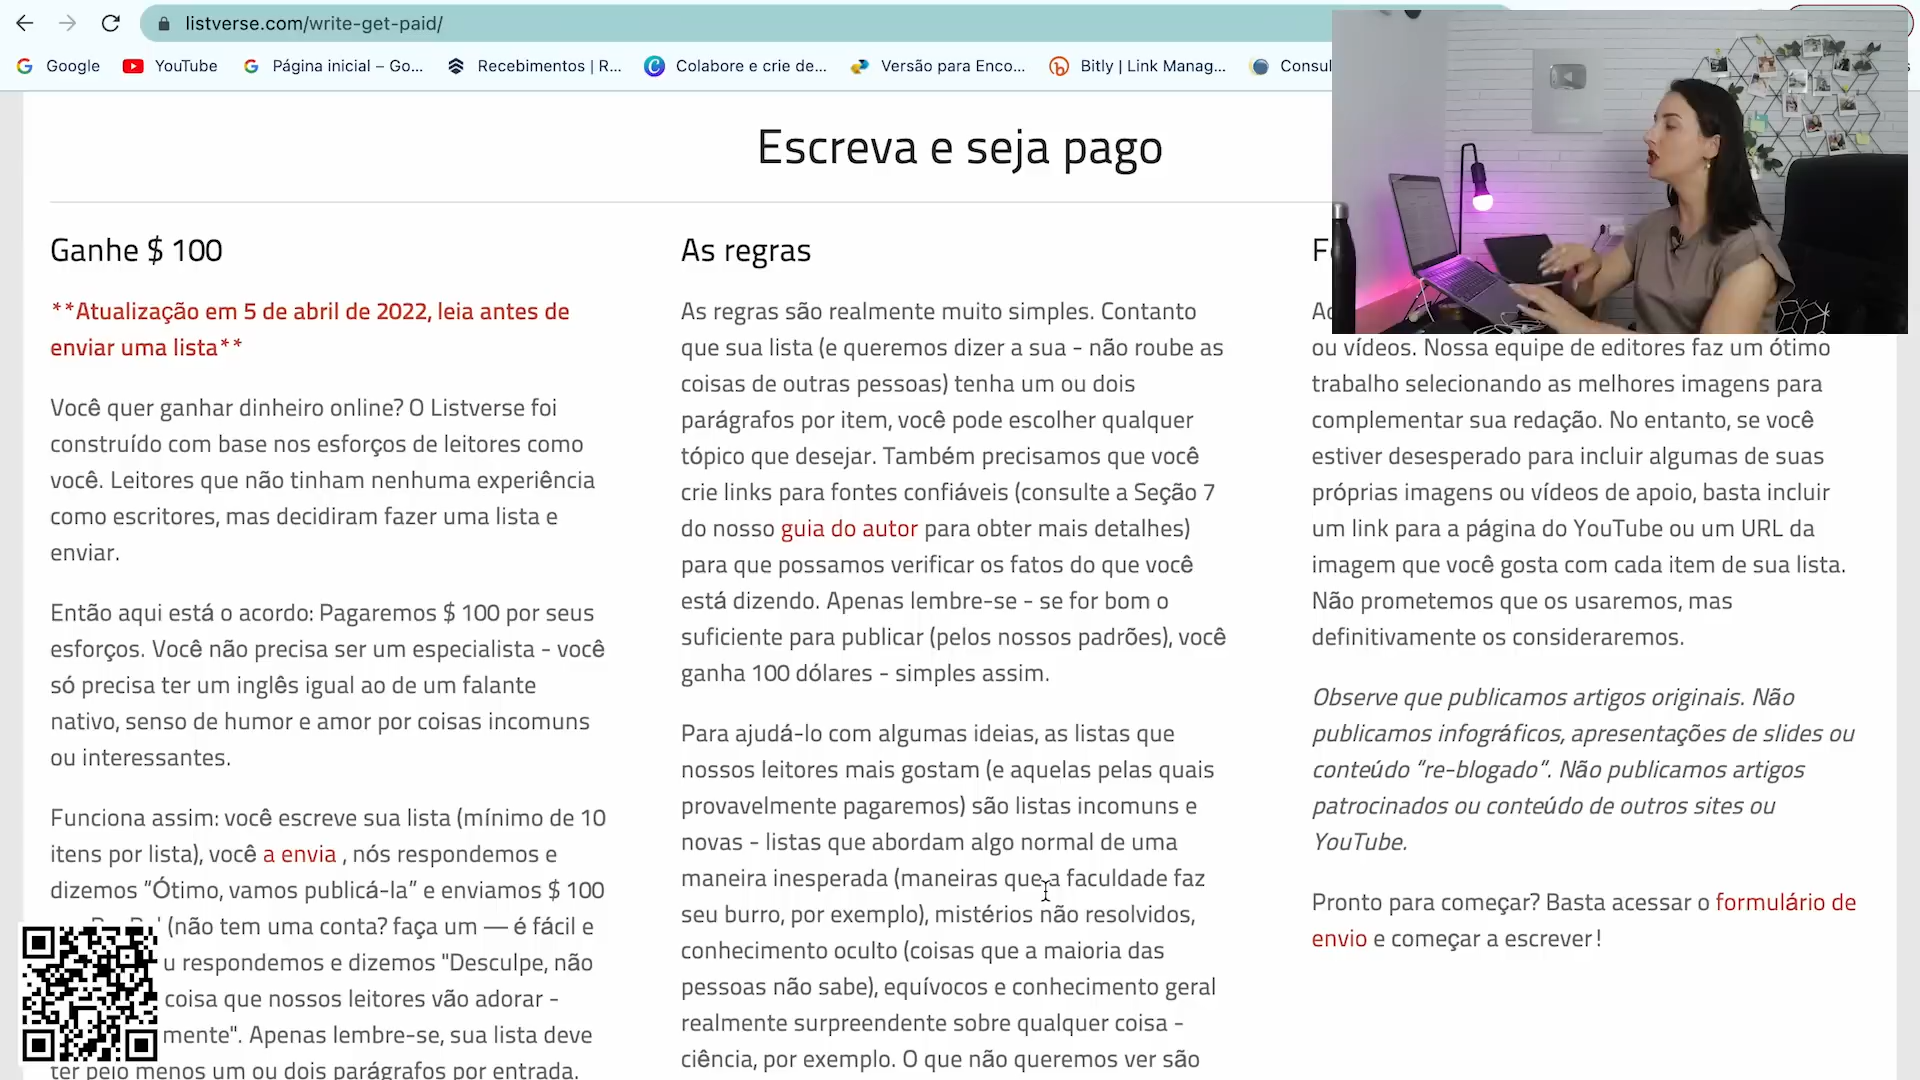 listverse.com/write-get-paid/
Google
YouTube
Página inicial – Go...
Recebimentos | R...
Colabore e crie de...
Versão para Enco...
Bitly | Link Manag...
Consul
Escreva e seja pago
Ganhe $ 100
**Atualização em 5 de abril de 2022, leia antes de
enviar uma lista**
Você quer ganhar dinheiro online? O Listverse foi
construído com base nos esforços de leitores como
você. Leitores que não tinham nenhuma experiência
como escritores, mas decidiram fazer uma lista e
enviar.
Então aqui está o acordo: Pagaremos $ 100 por seus
esforços. Você não precisa ser um especialista - você
só precisa ter um inglês igual ao de um falante
nativo, senso de humor e amor por coisas incomuns
ou interessantes.
Funciona assim: você escreve sua lista (mínimo de 10
itens por lista), você a envia , nós respondemos e
dizemos “Ótimo, vamos publicá-la” e enviamos $ 100
(não tem uma conta? faça um — é fácil e
u respondemos e dizemos "Desculpe, não
coisa que nossos leitores vão adorar -
mente". Apenas lembre-se, sua lista deve
ter pelo menos um ou dois parágrafos por entrada.
As regras
As regras são realmente muito simples. Contanto
que sua lista (e queremos dizer a sua - não roube as
coisas de outras pessoas) tenha um ou dois
parágrafos por item, você pode escolher qualquer
tópico que desejar. Também precisamos que você
crie links para fontes confiáveis (consulte a Seção 7
do nosso guia do autor para obter mais detalhes)
para que possamos verificar os fatos do que você
está dizendo. Apenas lembre-se - se for bom o
suficiente para publicar (pelos nossos padrões), você
ganha 100 dólares - simples assim.
Para ajudá-lo com algumas ideias, as listas que
nossos leitores mais gostam (e aquelas pelas quais
provavelmente pagaremos) são listas incomuns e
novas - listas que abordam algo normal de uma
maneira inesperada (maneiras que a faculdade faz
seu burro, por exemplo), mistérios não resolvidos,
conhecimento oculto (coisas que a maioria das
pessoas não sabe), equívocos e conhecimento geral
realmente surpreendente sobre qualquer coisa -
ciência, por exemplo. O que não queremos ver são
ou vídeos. Nossa equipe de editores faz um ótimo
trabalho selecionando as melhores imagens para
complementar sua redação. No entanto, se você
estiver desesperado para incluir algumas de suas
próprias imagens ou vídeos de apoio, basta incluir
um link para a página do YouTube ou um URL da
imagem que você gosta com cada item de sua lista.
Não prometemos que os usaremos, mas
definitivamente os consideraremos.
Observe que publicamos artigos originais. Não
publicamos infográficos, apresentações de slides ou
conteúdo “re-blogado“. Não publicamos artigos
patrocinados ou conteúdo de outros sites ou
YouTube.
Pronto para começar? Basta acessar o formulário de
envio e começar a escrever!